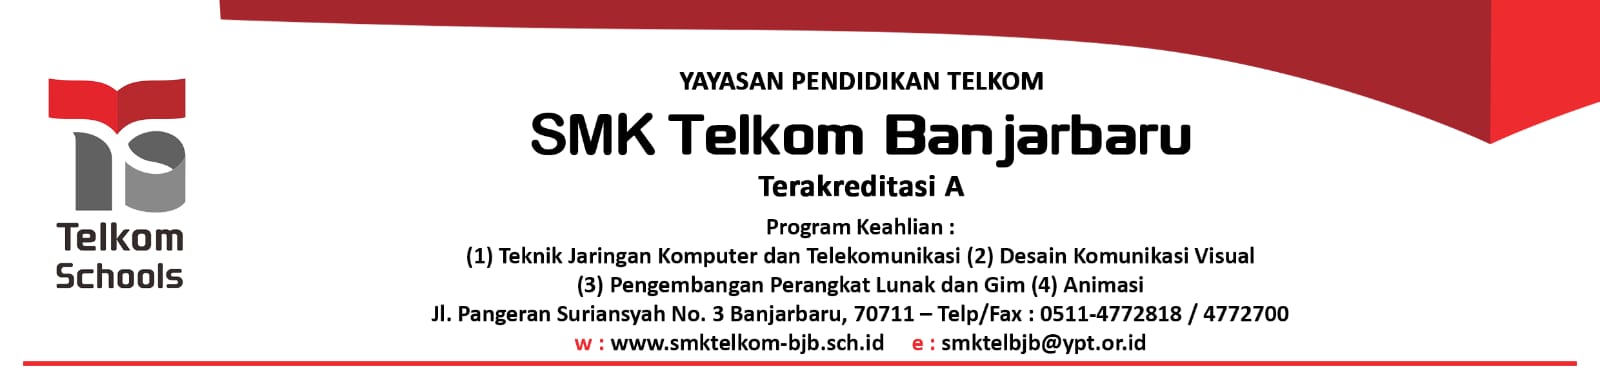 Telkom
Schools
YAYASAN PENDIDIKAN TELKOM
SMK Telkom Banjarbaru
Terakreditasi A
Program Keahlian :
(1) Teknik Jaringan Komputer dan Telekomunikasi (2) Desain Komunikasi Visual
(3) Pengembangan Perangkat Lunak dan Gim (4) Animasi
Jl. Pangeran Suriansyah No. 3 Banjarbaru, 70711 – Telp/Fax : 0511-4772818 / 4772700
w : www.smktelkom-bjb.sch.id e : smktelbjb@ypt.or.id